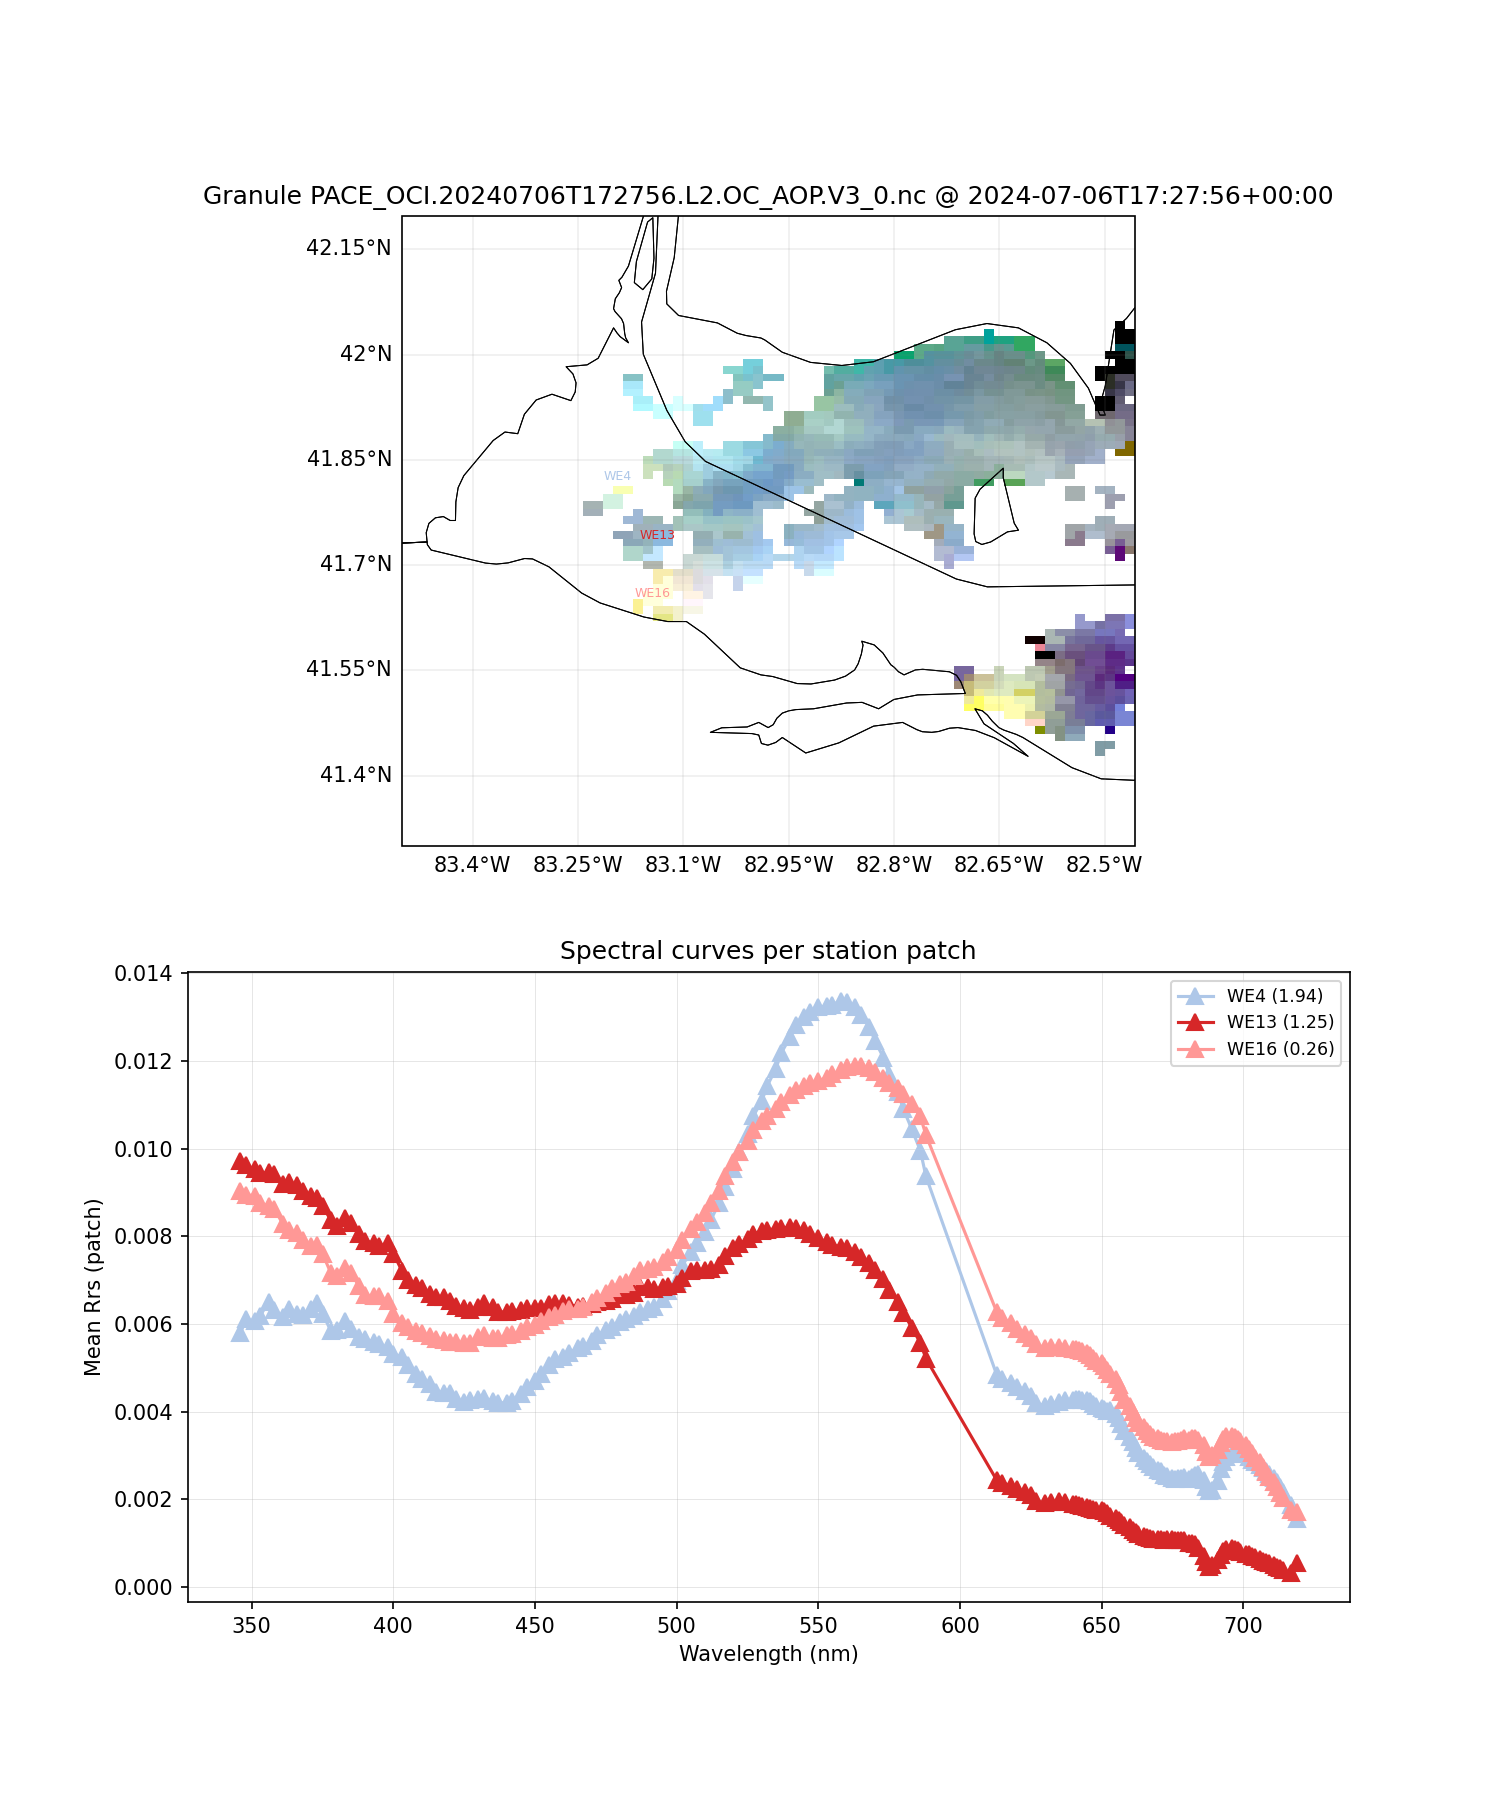 Granule PACE_OCI.20240706T172756.L2.OC_AOP.V3_0.nc @ 2024-07-06T17:27:56+00:00
42.15°N
42°N
41.85°N
41.7°N
41.55°N
41.4°N
WE4
WE13
WE16
83.4°W 83.25°W 83.1°W 82.95°W 82.8°W 82.65°W 82.5°W
Spectral curves per station patch
0.014
0.012
0.010
0.008
0.006
0.004
0.002
0.000
Mean Rrs (patch)
WE4 (1.94)
WE13 (1.25)
WE16 (0.26)
350 400 450 500 550 600 650 700
Wavelength (nm)